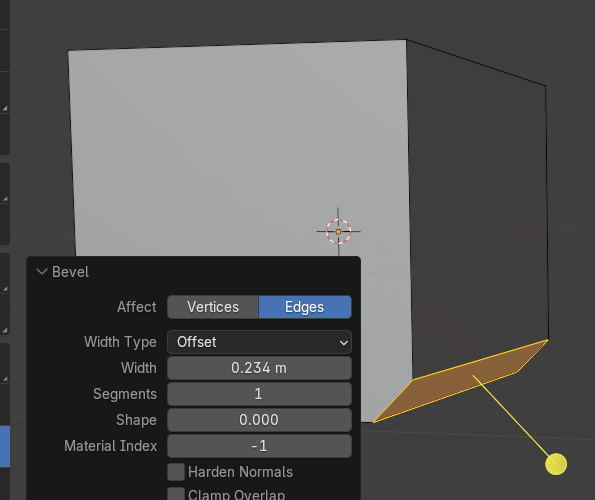 Bevel
Affect Vertices Edges
Width Type Offset
Width 0.234 m
Segments 1
Shape 0.000
Material Index -1
Harden Normals
Clamp Overlap